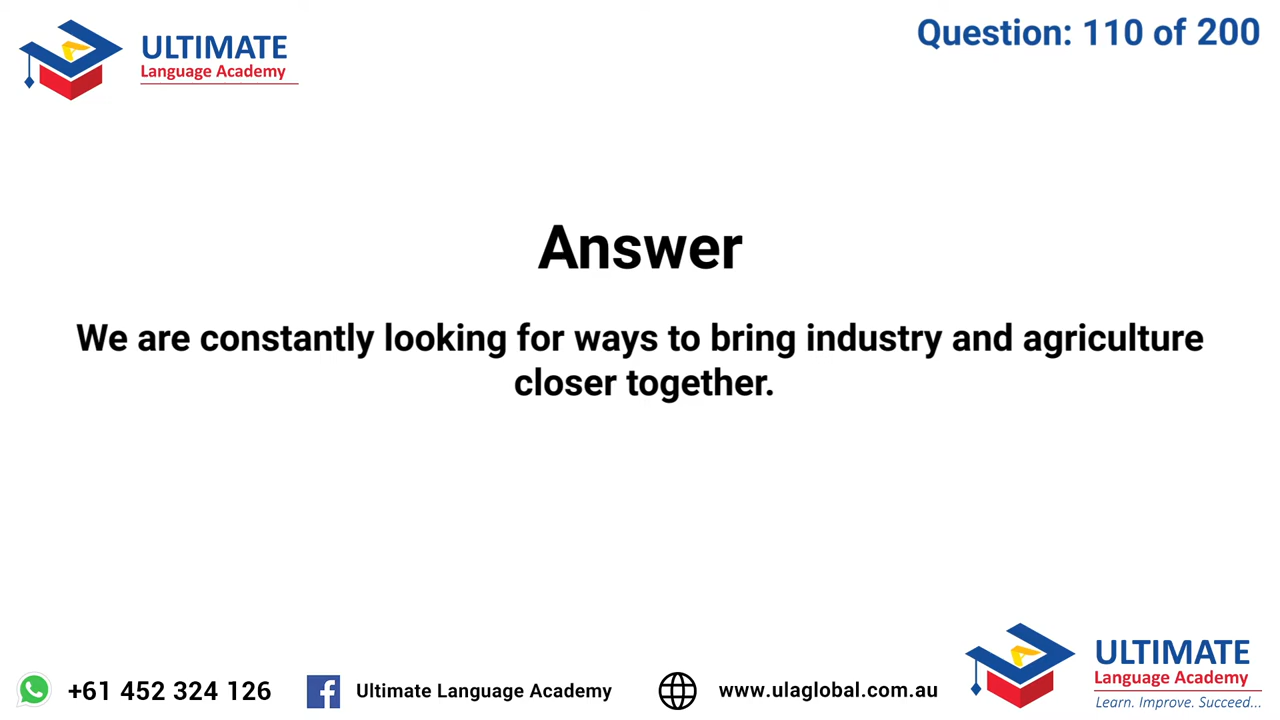 ULTIMATE
Language Academy
Question: 110 of 200
Answer
We are constantly looking for ways to bring industry and agriculture
closer together.
+61 452 324 126
Ultimate Language Academy
www.ulaglobal.com.au
ULTIMATE
Language Academy
Learn. Improve. Succeed...